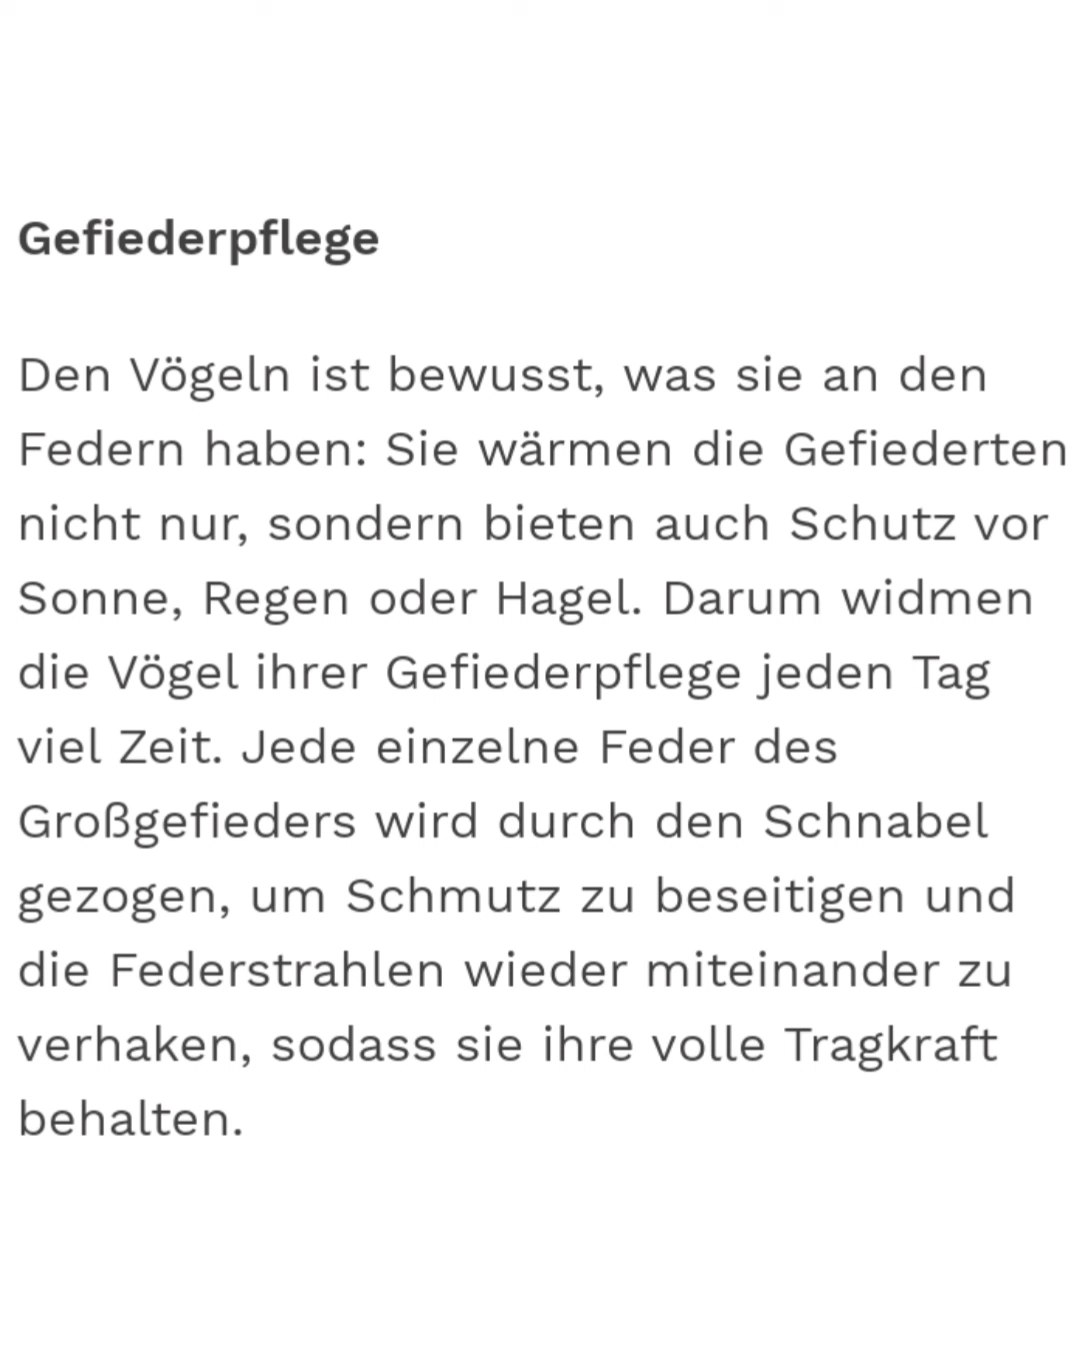 Gefiederpflege
Den Vögeln ist bewusst, was sie an den
Federn haben: Sie wärmen die Gefiederten
nicht nur, sondern bieten auch Schutz vor
Sonne, Regen oder Hagel. Darum widmen
die Vögel ihrer Gefiederpflege jeden Tag
viel Zeit. Jede einzelne Feder des
Großgefieders wird durch den Schnabel
gezogen, um Schmutz zu beseitigen und
die Federstrahlen wieder miteinander zu
verhaken, sodass sie ihre volle Tragkraft
behalten.